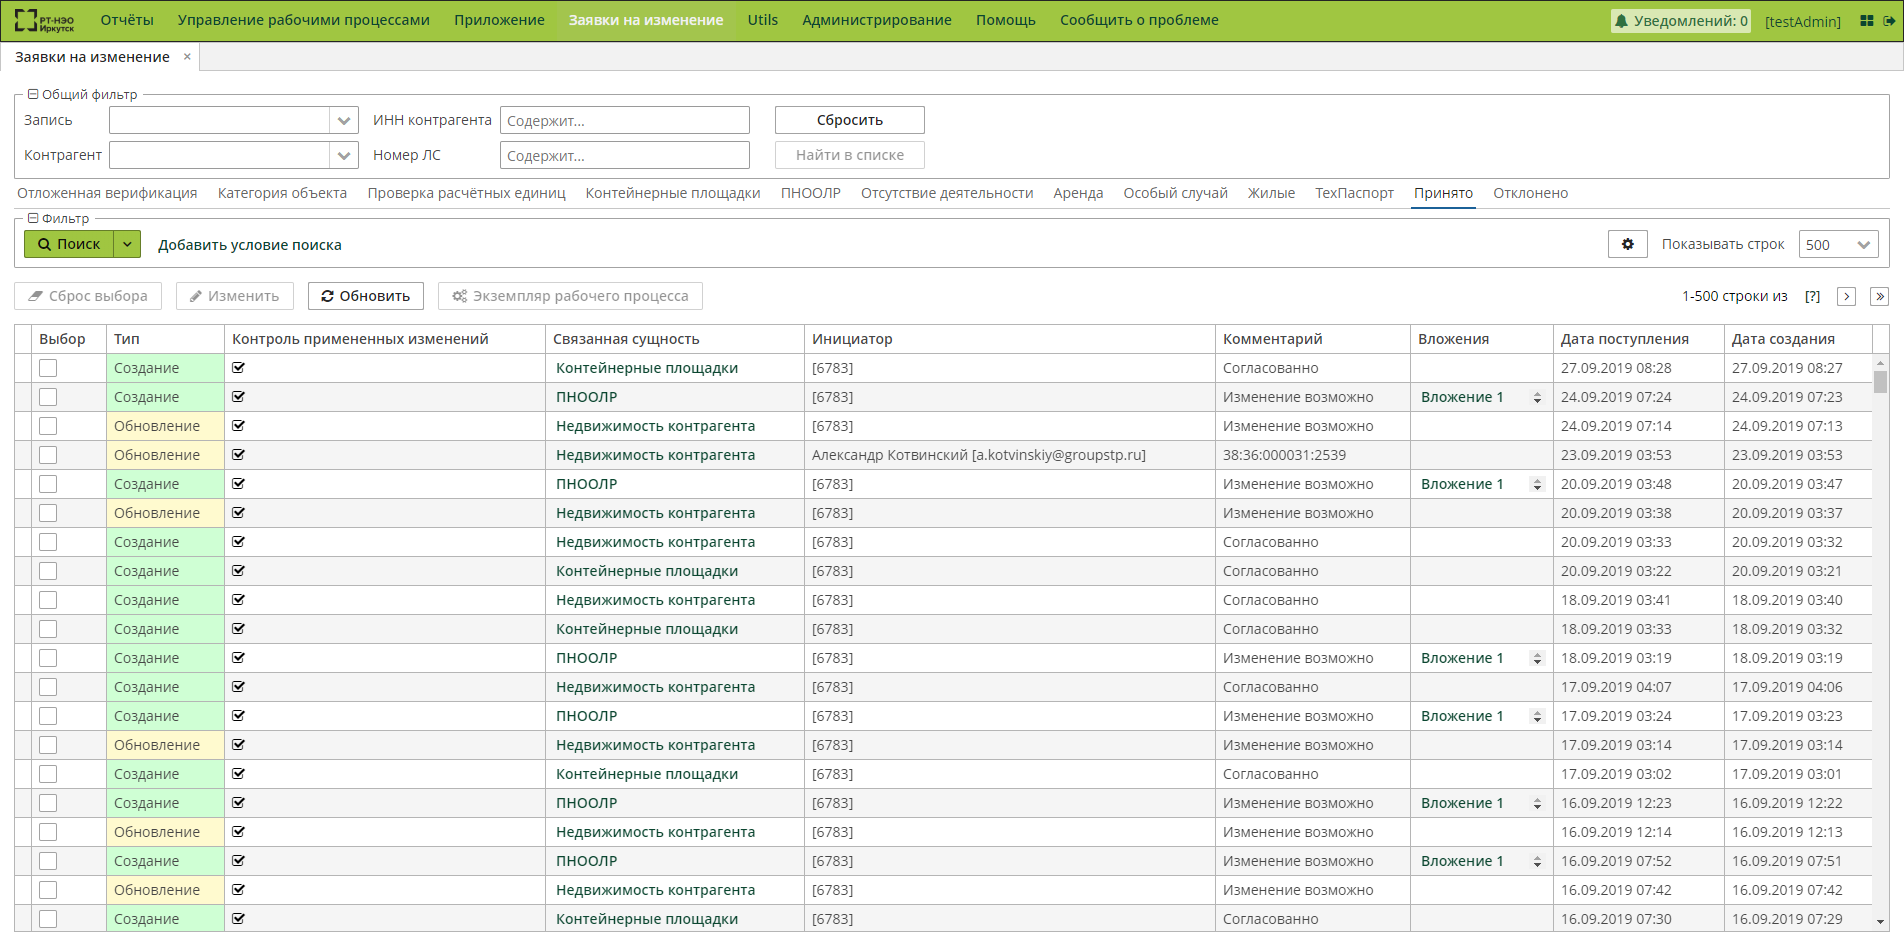 РТ-НЭО Иркутск Отчёты Управление рабочими процессами Приложение Заявки на изменение Utils Администрирование Помощь Сообщить о проблеме Уведомлений: 0 [testAdmin]
Заявки на изменение ×
Общий фильтр
Запись ИНН контрагента Содержит... Сбросить
Контрагент Номер ЛС Содержит... Найти в списке
Отложенная верификация Категория объекта Проверка расчётных единиц Контейнерные площадки ПНООЛР Отсутствие деятельности Аренда Особый случай Жилые ТехПаспорт Принято Отклонено
Фильтр
Поиск Добавить условие поиска Показывать строк 500
Сброс выбора Изменить Обновить Экземпляр рабочего процесса 1-500 строки из [?]
Выбор Тип Контроль примененных изменений Связанная сущность Инициатор Комментарий Вложения Дата поступления Дата создания
Создание Контейнерные площадки [6783] Согласованно 27.09.2019 08:28 27.09.2019 08:27
Создание ПНООЛР [6783] Изменение возможно Вложение 1 24.09.2019 07:24 24.09.2019 07:23
Обновление Недвижимость контрагента [6783] Изменение возможно 24.09.2019 07:14 24.09.2019 07:13
Обновление Недвижимость контрагента Александр Котвинский [a.kotvinskiy@groupstp.ru] 38:36:000031:2539 23.09.2019 03:53 23.09.2019 03:53
Создание ПНООЛР [6783] Изменение возможно Вложение 1 20.09.2019 03:48 20.09.2019 03:47
Обновление Недвижимость контрагента [6783] Изменение возможно 20.09.2019 03:38 20.09.2019 03:37
Создание Недвижимость контрагента [6783] Согласованно 20.09.2019 03:33 20.09.2019 03:32
Создание Контейнерные площадки [6783] Согласованно 20.09.2019 03:22 20.09.2019 03:21
Создание Недвижимость контрагента [6783] Согласованно 18.09.2019 03:41 18.09.2019 03:40
Создание Контейнерные площадки [6783] Согласованно 18.09.2019 03:33 18.09.2019 03:32
Создание ПНООЛР [6783] Изменение возможно Вложение 1 18.09.2019 03:19 18.09.2019 03:19
Создание Недвижимость контрагента [6783] Согласованно 17.09.2019 04:07 17.09.2019 04:06
Создание ПНООЛР [6783] Изменение возможно Вложение 1 17.09.2019 03:24 17.09.2019 03:23
Обновление Недвижимость контрагента [6783] Изменение возможно 17.09.2019 03:14 17.09.2019 03:14
Создание Контейнерные площадки [6783] Согласованно 17.09.2019 03:02 17.09.2019 03:01
Создание ПНООЛР [6783] Изменение возможно Вложение 1 16.09.2019 12:23 16.09.2019 12:22
Обновление Недвижимость контрагента [6783] Изменение возможно 16.09.2019 12:14 16.09.2019 12:13
Создание ПНООЛР [6783] Изменение возможно Вложение 1 16.09.2019 07:52 16.09.2019 07:51
Обновление Недвижимость контрагента [6783] Изменение возможно 16.09.2019 07:42 16.09.2019 07:42
Создание Контейнерные площадки [6783] Согласованно 16.09.2019 07:30 16.09.2019 07:29